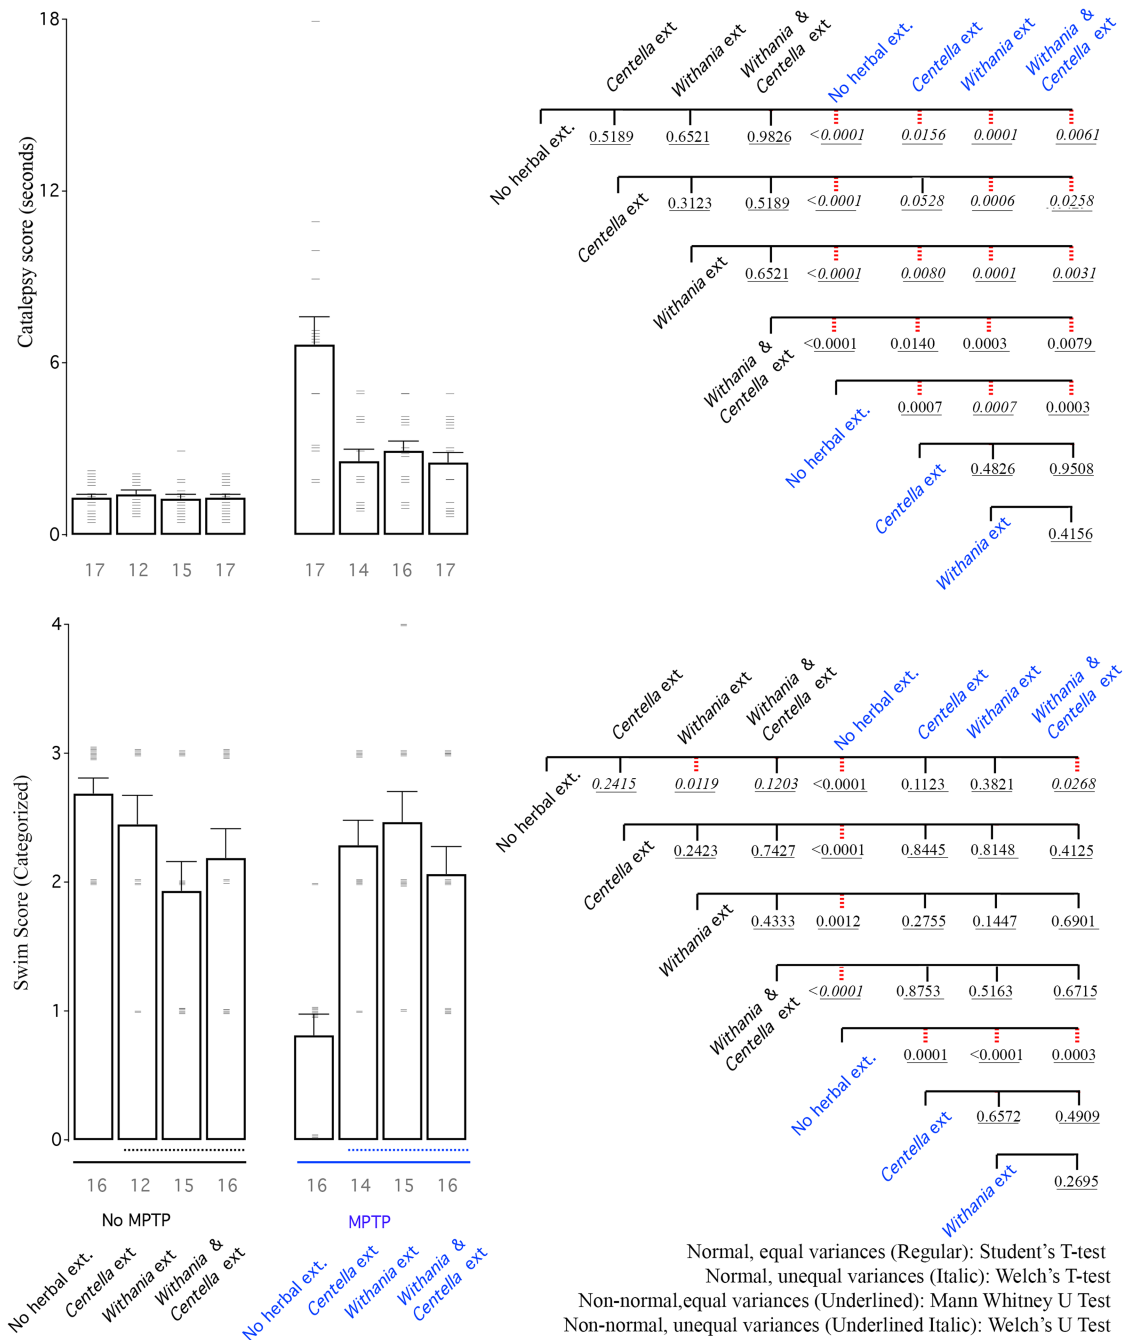 18
12
6
0
Catalepsy score (seconds)
17 12 15 17
17 14 16 17
Centella ext
Withania ext
Withania &
Centella ext
No herbal ext.
Centella ext
Withania ext
Withania &
Centella ext
No herbal ext.
0.5189 0.6521 0.9826 <0.0001 0.0156 0.0001 0.0061
Centella ext
0.3123 0.5189 <0.0001 0.0528 0.0006 0.0258
Withania ext
0.6521 <0.0001 0.0080 0.0001 0.0031
Withania &
Centella ext
<0.0001 0.0140 0.0003 0.0079
No herbal ext.
0.0007 0.0007 0.0003
Centella ext
0.4826 0.9508
Withania ext
0.4156
4
3
2
1
0
Swim Score (Categorized)
16 12 15 16
16 14 15 16
No MPTP
MPTP
No herbal ext.
Centella ext
Withania ext
Withania &
Centella ext
No herbal ext.
Centella ext
Withania ext
Withania &
Centella ext
Centella ext
Withania ext
Withania &
Centella ext
No herbal ext.
Centella ext
Withania ext
Withania &
Centella ext
No herbal ext.
0.2415 0.0119 0.1203 <0.0001 0.1123 0.3821 0.0268
Centella ext
0.2423 0.7427 <0.0001 0.8445 0.8148 0.4125
Withania ext
0.4333 0.0012 0.2755 0.1447 0.6901
Withania &
Centella ext
<0.0001 0.8753 0.5163 0.6715
No herbal ext.
0.0001 <0.0001 0.0003
Centella ext
0.6572 0.4909
Withania ext
0.2695
Normal, equal variances (Regular): Student's T-test
Normal, unequal variances (Italic): Welch's T-test
Non-normal,equal variances (Underlined): Mann Whitney U Test
Non-normal, unequal variances (Underlined Italic): Welch's U Test